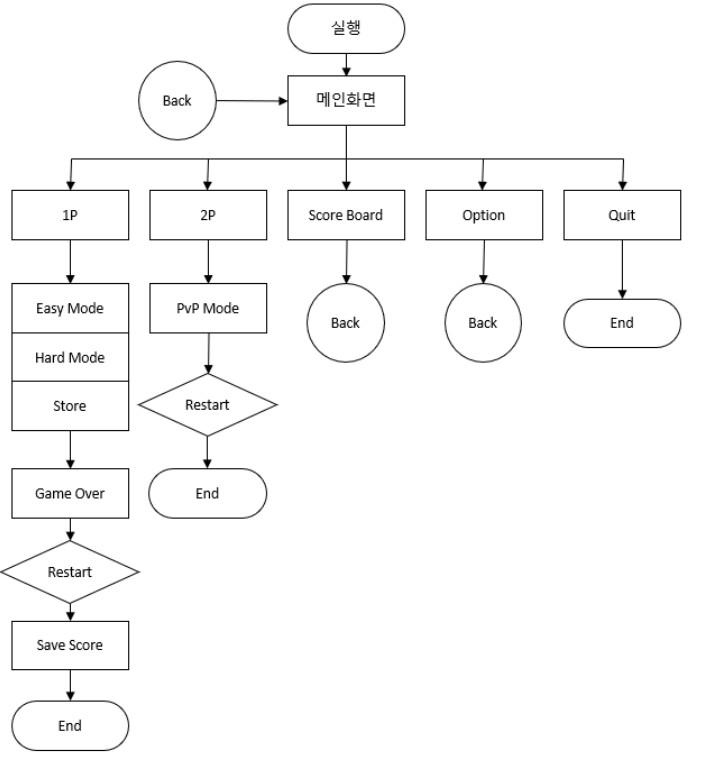 실행
Back
메인화면
1P
2P
Score Board
Option
Quit
Easy Mode
PvP Mode
Back
Back
End
Hard Mode
Store
Restart
Game Over
End
Restart
Save Score
End